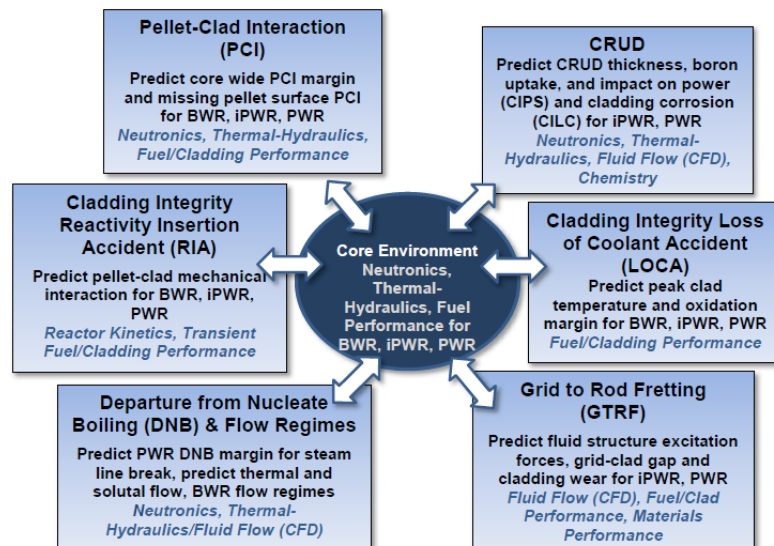 Pellet-Clad Interaction
(PCI)
Predict core wide PCI margin
and missing pellet surface PCI
for BWR, iPWR, PWR
Neutronics, Thermal-Hydraulics,
Fuel/Cladding Performance
CRUD
Predict CRUD thickness, boron
uptake, and impact on power
(CIPS) and cladding corrosion
(CILC) for iPWR, PWR
Neutronics, Thermal-
Hydraulics, Fluid Flow (CFD),
Chemistry
Cladding Integrity
Reactivity Insertion
Accident (RIA)
Predict pellet-clad mechanical
interaction for BWR, iPWR,
PWR
Reactor Kinetics, Transient
Fuel/Cladding Performance
Core Environment
Neutronics,
Thermal-
Hydraulics, Fuel
Performance for
BWR, iPWR, PWR
Cladding Integrity Loss
of Coolant Accident
(LOCA)
Predict peak clad
temperature and oxidation
margin for BWR, iPWR, PWR
Fuel/Cladding Performance
Departure from Nucleate
Boiling (DNB) & Flow Regimes
Predict PWR DNB margin for steam
line break, predict thermal and
solutal flow, BWR flow regimes
Neutronics, Thermal-
Hydraulics/Fluid Flow (CFD)
Grid to Rod Fretting
(GTRF)
Predict fluid structure excitation
forces, grid-clad gap and
cladding wear for iPWR, PWR
Fluid Flow (CFD), Fuel/Clad
Performance, Materials
Performance